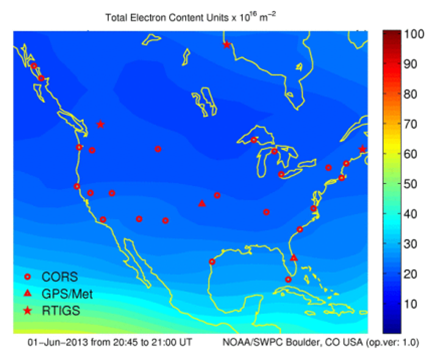 Total Electron Content Units x 10^16 m^−2
100
90
80
70
60
50
40
30
20
10
CORS
GPS/Met
RTIGS
01−Jun−2013 from 20:45 to 21:00 UT NOAA/SWPC Boulder, CO USA (op.ver: 1.0)